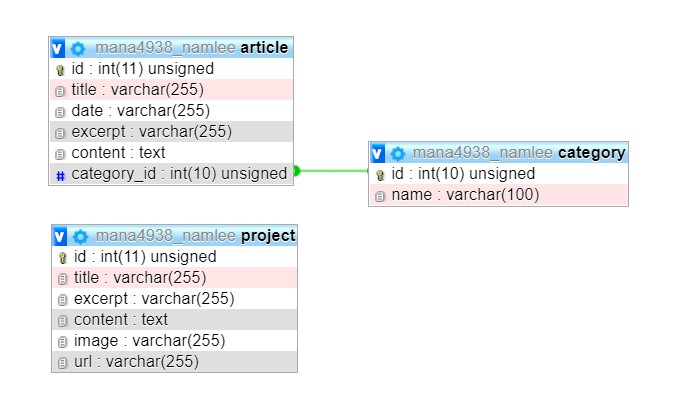 v mana4938_namlee article
id : int(11) unsigned
title : varchar(255)
date : varchar(255)
excerpt : varchar(255)
content : text
# category_id : int(10) unsigned
v mana4938_namlee category
id : int(10) unsigned
name : varchar(100)
v mana4938_namlee project
id : int(11) unsigned
title : varchar(255)
excerpt : varchar(255)
content : text
image : varchar(255)
url : varchar(255)